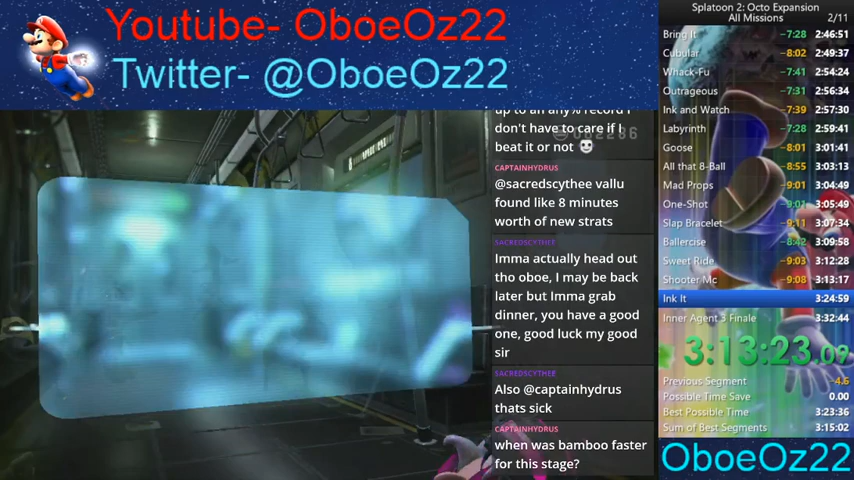 Youtube- OboeOz22
Twitter- @OboeOz22
up to an any% record I
don't have to care if I
beat it or not
CAPTAINHYDRUS
@sacredscythee vallu
found like 8 minutes
worth of new strats
SACREDSCYTHEE
Imma actually head out
tho oboe, I may be back
later but Imma grab
dinner, you have a good
one, good luck my good
sir
SACREDSCYTHEE
Also @captainhydrus
thats sick
CAPTAINHYDRUS
when was bamboo faster
for this stage?
Splatoon 2: Octo Expansion
All Missions 2/11
Bring It -7:28 2:46:51
Cubular -8:02 2:49:37
Whack-Fu -7:41 2:54:24
Outrageous -7:31 2:56:34
Ink and Watch -7:39 2:57:30
Labyrinth -7:28 2:59:41
Goose -8:01 3:01:41
All that 8-Ball -8:55 3:03:13
Mad Props -9:01 3:04:49
One-Shot -9:01 3:05:49
Slap Bracelet -9:11 3:07:34
Ballercise -8:42 3:09:58
Sweet Ride -9:03 3:12:28
Shooter Mc -9:08 3:13:17
Ink It 3:24:59
Inner Agent 3 Finale 3:32:44
3:13:23.09
Previous Segment -4.6
Possible Time Save 0.00
Best Possible Time 3:23:36
Sum of Best Segments 3:15:02
OboeOz22